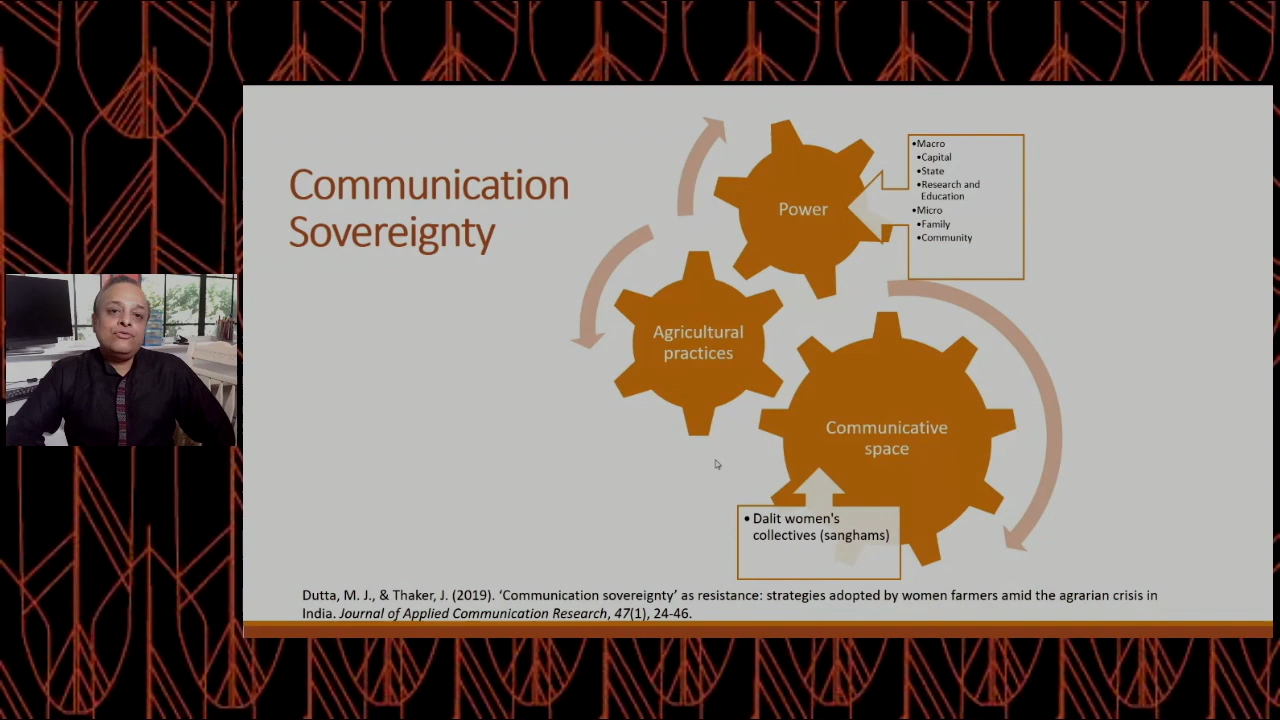 Communication
Sovereignty
Power
•Macro
•Capital
•State
•Research and
Education
•Micro
•Family
•Community
Agricultural
practices
Communicative
space
• Dalit women's
collectives (sanghams)
Dutta, M. J., & Thaker, J. (2019). ‘Communication sovereignty’ as resistance: strategies adopted by women farmers amid the agrarian crisis in
India. Journal of Applied Communication Research, 47(1), 24-46.